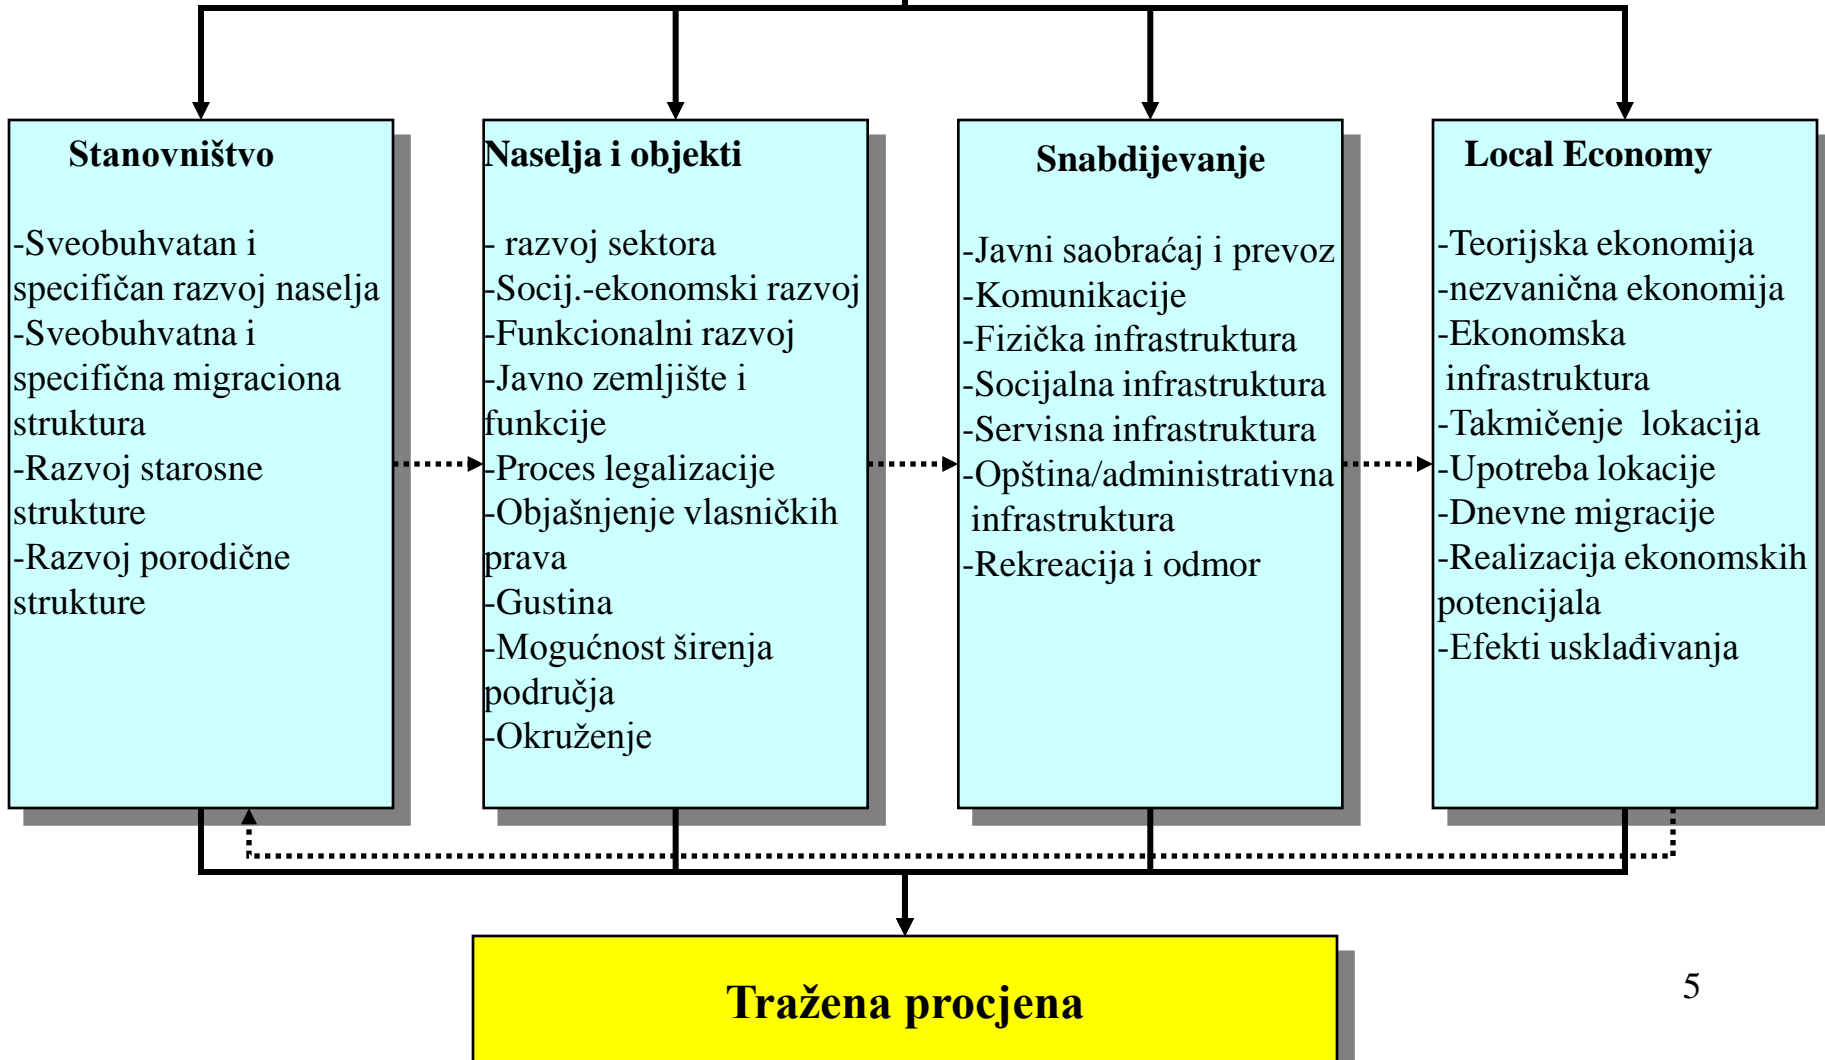 Stanovništvo
-Sveobuhvatan i
specifičan razvoj naselja
-Sveobuhvatna i
specifična migraciona
struktura
-Razvoj starosne
strukture
-Razvoj porodične
strukture
Naselja i objekti
- razvoj sektora
-Socij.-ekonomski razvoj
-Funkcionalni razvoj
-Javno zemljište i
funkcije
-Proces legalizacije
-Objašnjenje vlasničkih
prava
-Gustina
-Mogućnost širenja
područja
-Okruženje
Snabdijevanje
-Javni saobraćaj i prevoz
-Komunikacije
-Fizička infrastruktura
-Socijalna infrastruktura
-Servisna infrastruktura
-Opština/administrativna
infrastruktura
-Rekreacija i odmor
Local Economy
-Teorijska ekonomija
-nezvanična ekonomija
-Ekonomska
infrastruktura
-Takmičenje lokacija
-Upotreba lokacije
-Dnevne migracije
-Realizacija ekonomskih
potencijala
-Efekti usklađivanja
Tražena procjena
5